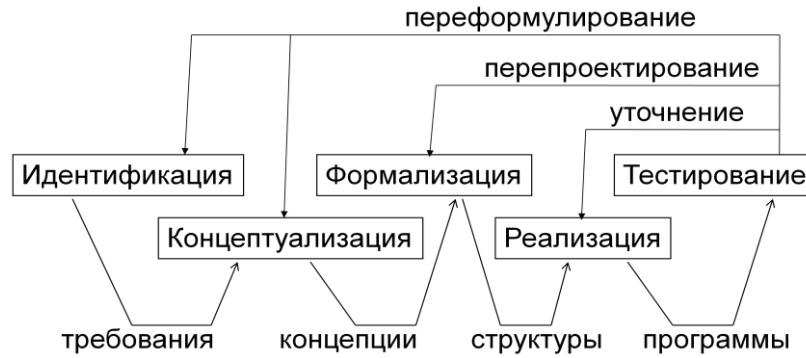 переформулирование
перепроектирование
уточнение
Идентификация
Формализация
Тестирование
Концептуализация
Реализация
требования
концепции
структуры
программы